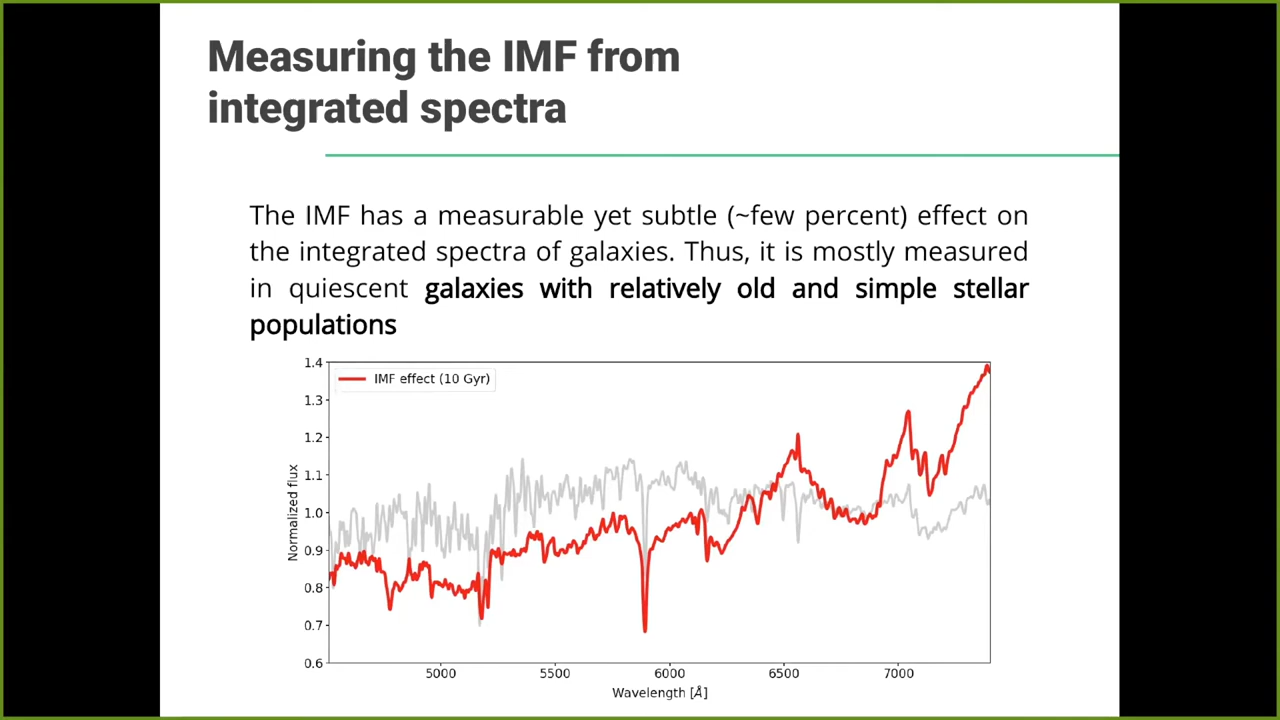 Measuring the IMF from
integrated spectra
The IMF has a measurable yet subtle (~few percent) effect on
the integrated spectra of galaxies. Thus, it is mostly measured
in quiescent galaxies with relatively old and simple stellar
populations
IMF effect (10 Gyr)
Normalized flux
1.4
1.3
1.2
1.1
1.0
0.9
0.8
0.7
0.6
5000 5500 6000 6500 7000
Wavelength [Å]